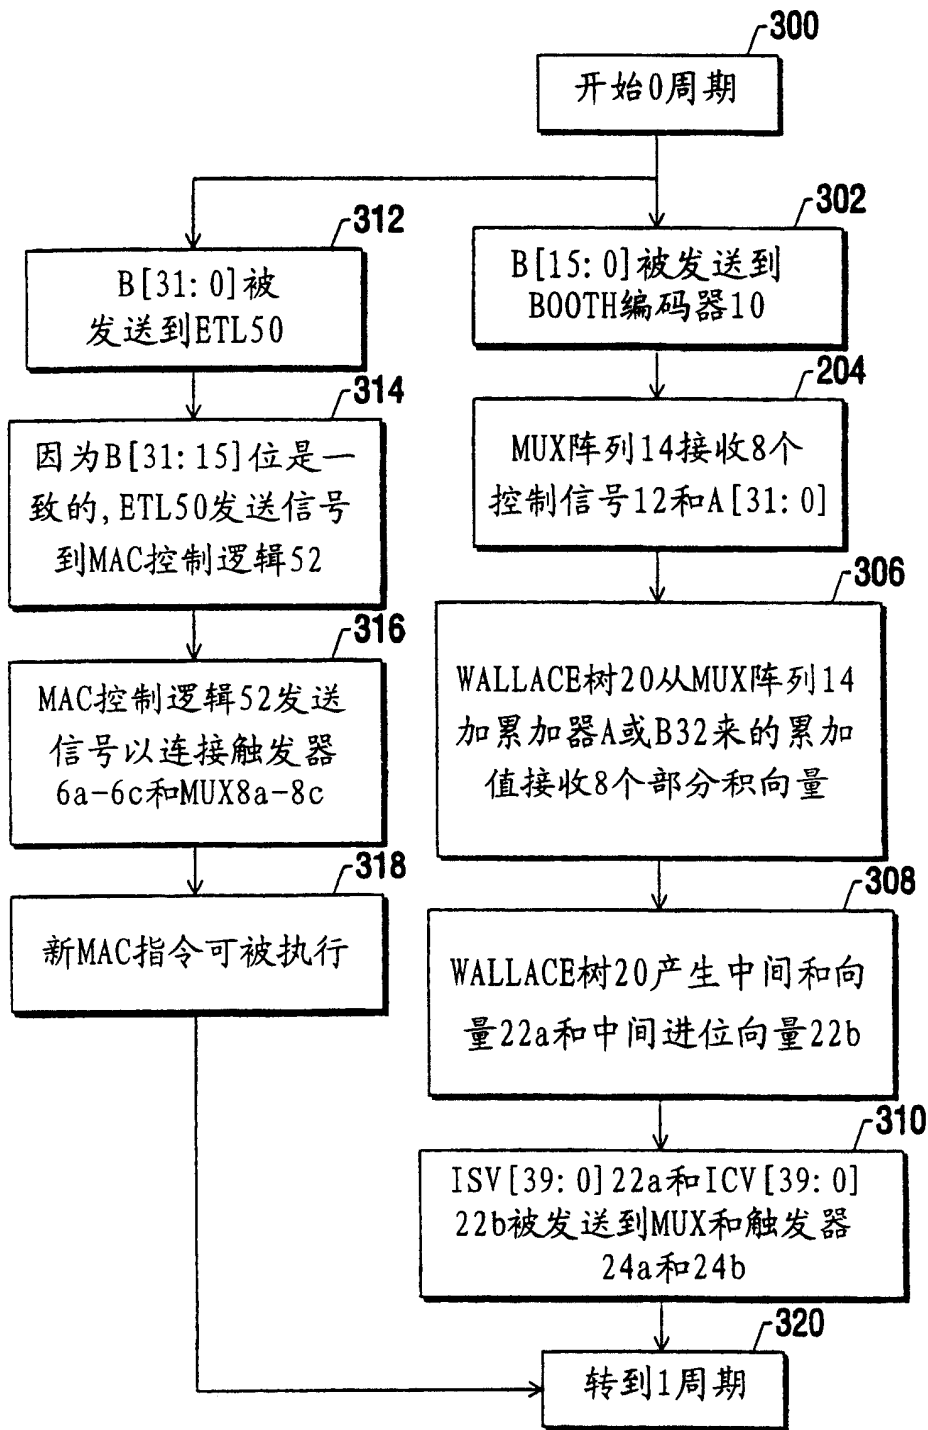 300
开始0周期
312
B[31:0]被
发送到ETL50
314
因为B[31:15]位是一
致的,ETL50发送信号
到MAC控制逻辑52
316
MAC控制逻辑52发送
信号以连接触发器
6a-6c和MUX8a-8c
318
新MAC指令可被执行
302
B[15:0]被发送到
BOOTH编码器10
204
MUX阵列14接收8个
控制信号12和A[31:0]
306
WALLACE树20从MUX阵列14
加累加器A或B32来的累加
值接收8个部分积向量
308
WALLACE树20产生中间和向
量22a和中间进位向量22b
310
ISV[39:0]22a和ICV[39:0]
22b被发送到MUX和触发器
24a和24b
320
转到1周期